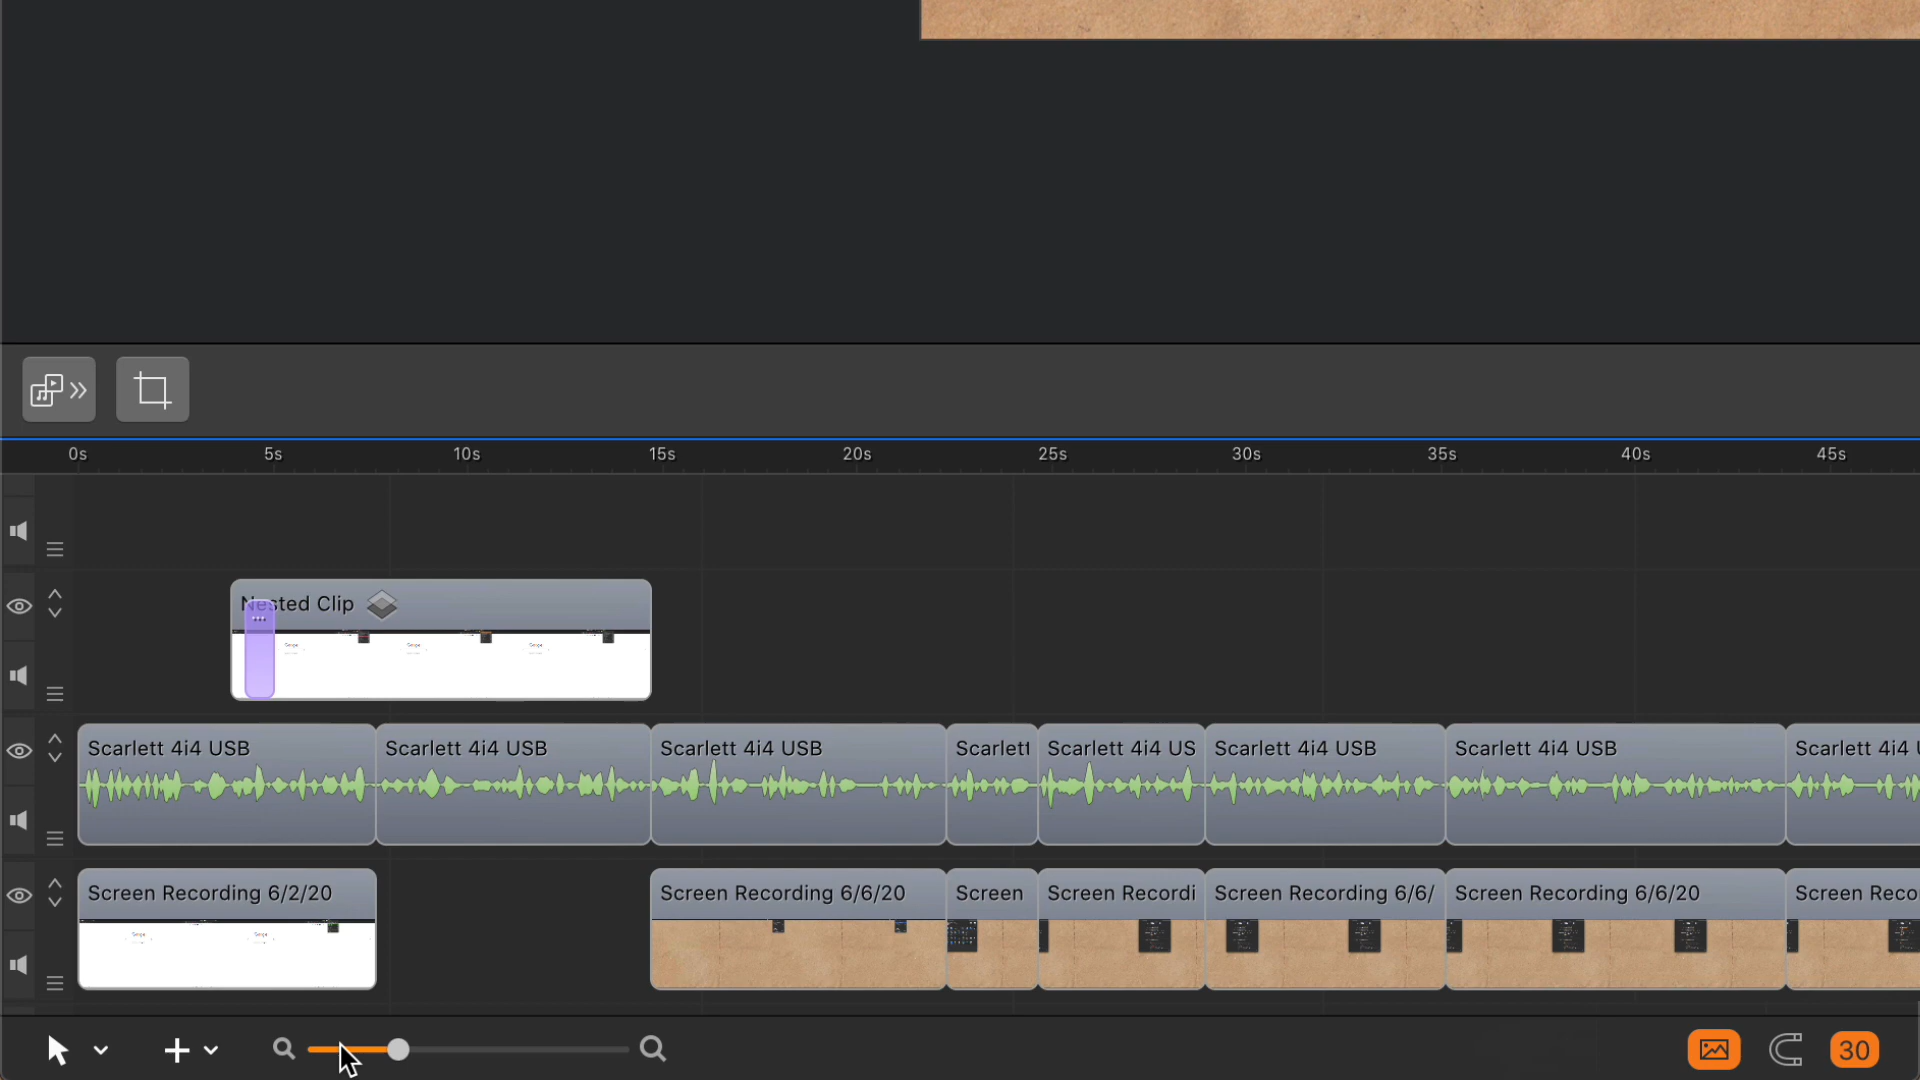 0s 5s 10s 15s 20s 25s 30s 35s 40s 45s
Nested Clip
Scarlett 4i4 USB Scarlett 4i4 USB Scarlett 4i4 USB Scarlett Scarlett 4i4 US Scarlett 4i4 USB Scarlett 4i4 USB Scarlett 4i4 U
Screen Recording 6/2/20 Screen Recording 6/6/20 Screen Screen Recordi Screen Recording 6/6/ Screen Recording 6/6/20 Screen Reco
30